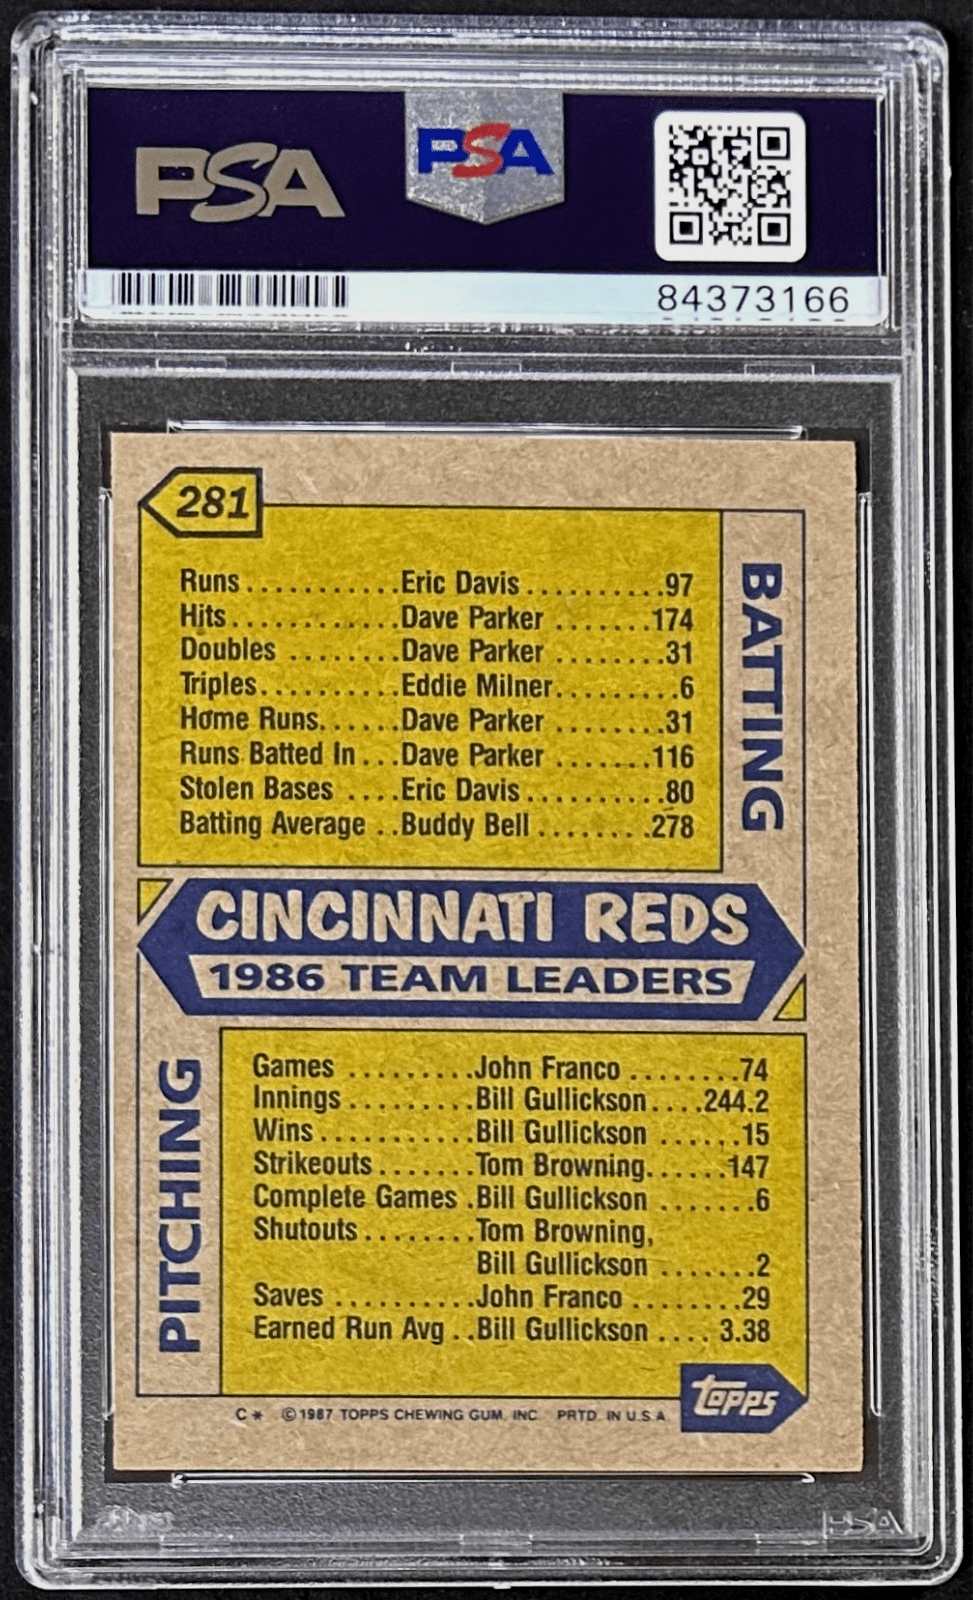 PSA
PSA
84373166
281
BATTING
Runs...........Eric Davis..........97
Hits............Dave Parker .......174
Doubles ........Dave Parker ........31
Triples..........Eddie Milner.........6
Home Runs......Dave Parker ........31
Runs Batted In ...Dave Parker .......116
Stolen Bases ....Eric Davis..........80
Batting Average ..Buddy Bell ........278
CINCINNATI REDS
1986 TEAM LEADERS
PITCHING
Games .........John Franco ........74
Innings .........Bill Gullickson....244.2
Wins...........Bill Gullickson ......15
Strikeouts.......Tom Browning......147
Complete Games .Bill Gullickson .......6
Shutouts........Tom Browning,
Bill Gullickson .......2
Saves ..........John Franco ........29
Earned Run Avg ..Bill Gullickson .... 3.38
topps
C* ©1987 TOPPS CHEWING GUM, INC. PRTD. IN U.S.A.
PSA